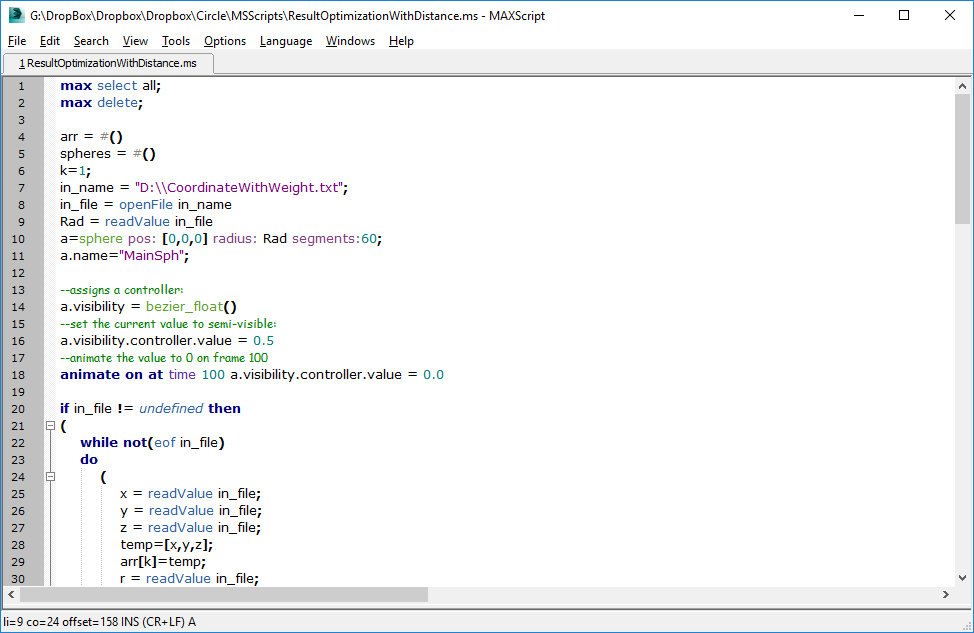 G:\DropBox\Dropbox\Dropbox\Circle\MSScripts\ResultOptimizationWithDistance.ms - MAXScript
File Edit Search View Tools Options Language Windows Help
1 ResultOptimizationWithDistance.ms
1 max select all;
2 max delete;
3
4 arr = #()
5 spheres = #()
6 k=1;
7 in_name = "D:\\CoordinateWithWeight.txt";
8 in_file = openFile in_name
9 Rad = readValue in_file
10 a=sphere pos: [0,0,0] radius: Rad segments:60;
11 a.name="MainSph";
12
13 --assigns a controller:
14 a.visibility = bezier_float()
15 --set the current value to semi-visible:
16 a.visibility.controller.value = 0.5
17 --animate the value to 0 on frame 100
18 animate on at time 100 a.visibility.controller.value = 0.0
19
20 if in_file != undefined then
21 (
22 while not(eof in_file)
23 do
24 (
25 x = readValue in_file;
26 y = readValue in_file;
27 z = readValue in_file;
28 temp=[x,y,z];
29 arr[k]=temp;
30 r = readValue in_file;
li=9 co=24 offset=158 INS (CR+LF) A